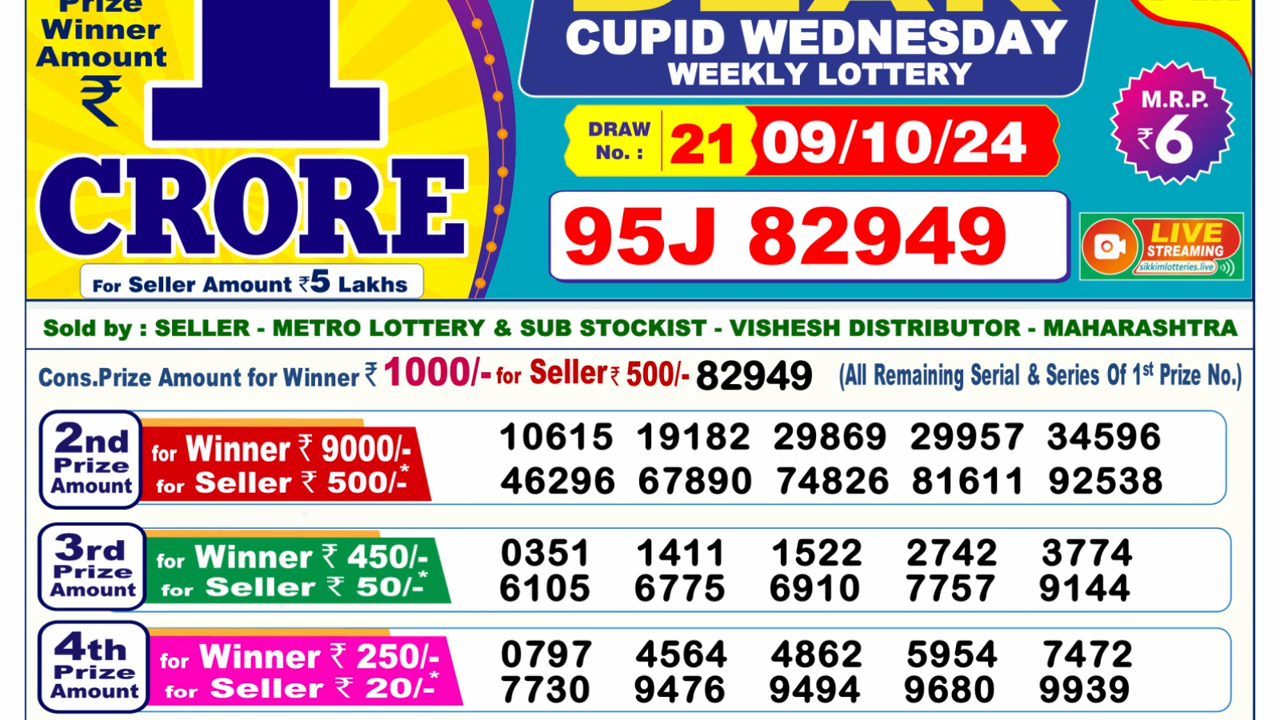 Prize
Winner
Amount
₹
1
CRORE
For Seller Amount ₹5 Lakhs
DEAR
CUPID WEDNESDAY
WEEKLY LOTTERY
DRAW No. : 21 09/10/24
M.R.P.
₹6
95J 82949
LIVE
STREAMING
sikkimlotteries.live
Sold by : SELLER - METRO LOTTERY & SUB STOCKIST - VISHESH DISTRIBUTOR - MAHARASHTRA
Cons.Prize Amount for Winner ₹ 1000/- for Seller ₹ 500/- 82949 (All Remaining Serial & Series Of 1st Prize No.)
2nd
Prize
Amount
for Winner ₹ 9000/-
for Seller ₹ 500/-*
10615 19182 29869 29957 34596
46296 67890 74826 81611 92538
3rd
Prize
Amount
for Winner ₹ 450/-
for Seller ₹ 50/-*
0351 1411 1522 2742 3774
6105 6775 6910 7757 9144
4th
Prize
Amount
for Winner ₹ 250/-
for Seller ₹ 20/-*
0797 4564 4862 5954 7472
7730 9476 9494 9680 9939